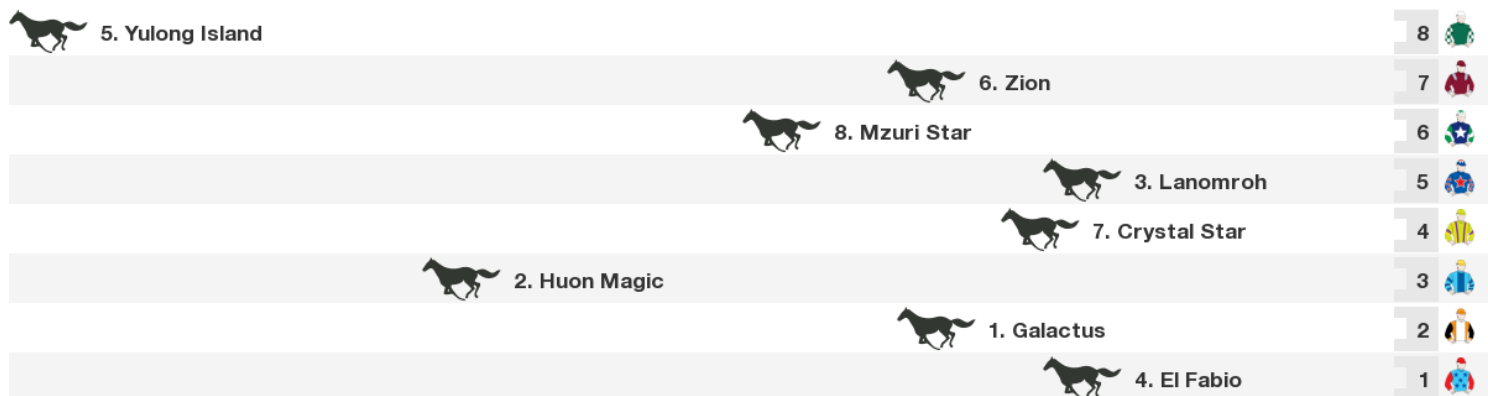 5. Yulong Island 8
6. Zion 7
8. Mzuri Star 6
3. Lanomroh 5
7. Crystal Star 4
2. Huon Magic 3
1. Galactus 2
4. El Fabio 1